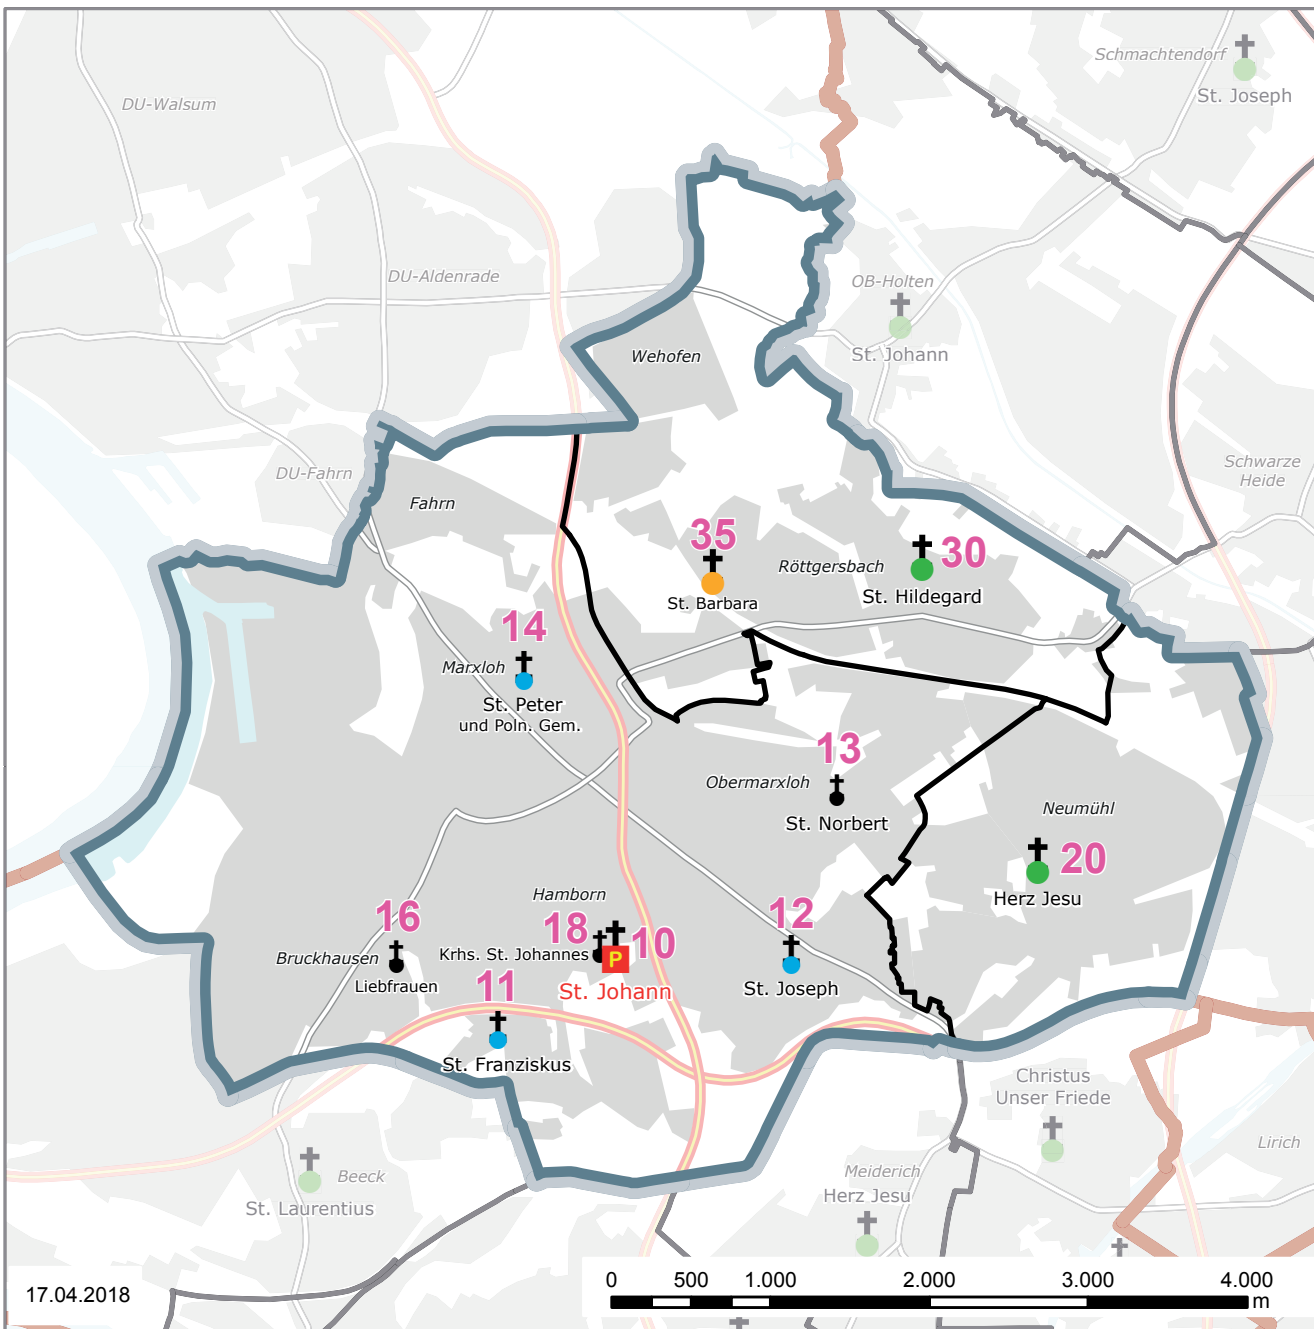 Schmachtendorf
St. Joseph
DU-Walsum
DU-Aldenrade
OB-Holten
St. Johann
Wehofen
DU-Fahrn
Fahrn
Schwarze
Heide
35
St. Barbara
Röttgersbach
30
St. Hildegard
14
Marxloh
St. Peter
und Poln. Gem.
13
Obermarxloh
St. Norbert
Neumühl
20
Herz Jesu
Hamborn
16
Bruckhausen
Liebfrauen
18
Krhs. St. Johannes
10
P
St. Johann
12
St. Joseph
11
St. Franziskus
Christus
Unser Friede
Lirich
Beeck
St. Laurentius
Meiderich
Herz Jesu
17.04.2018
0 500 1.000 2.000 3.000 4.000
m